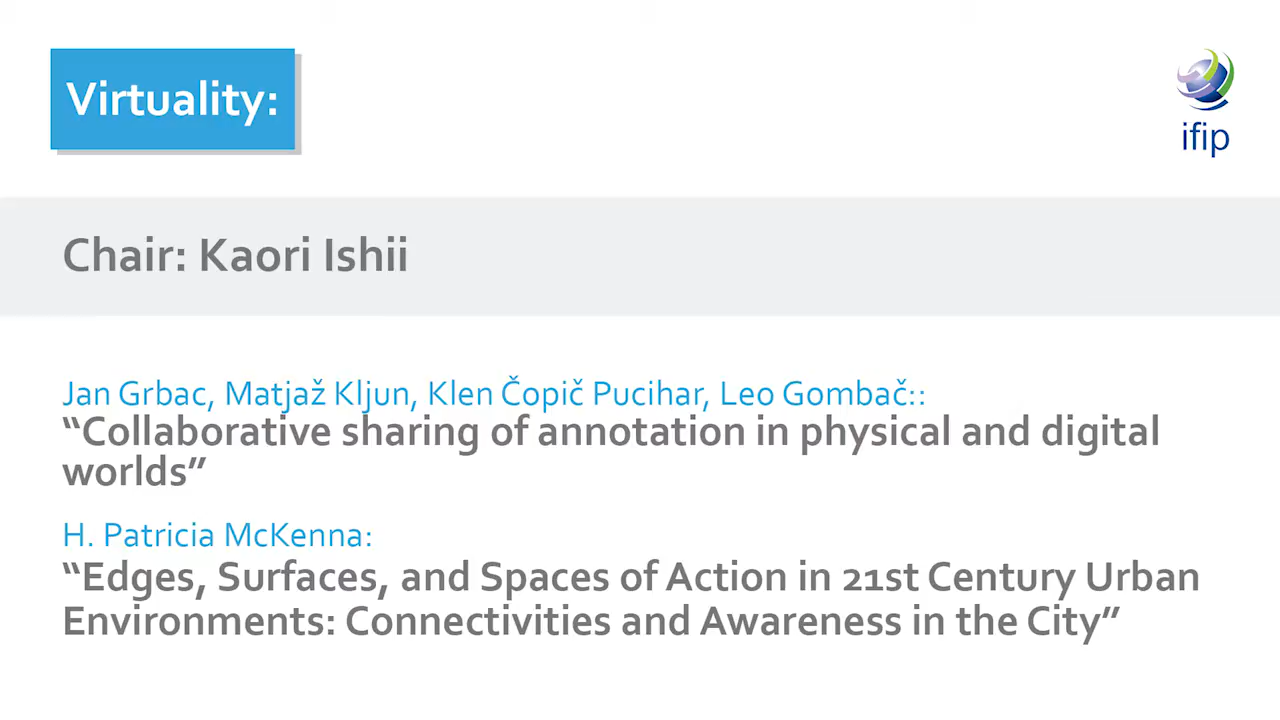 Virtuality:
ifip
Chair: Kaori Ishii
Jan Grbac, Matjaž Kljun, Klen Čopič Pucihar, Leo Gombač::
“Collaborative sharing of annotation in physical and digital
worlds”
H. Patricia McKenna:
“Edges, Surfaces, and Spaces of Action in 21st Century Urban
Environments: Connectivities and Awareness in the City”